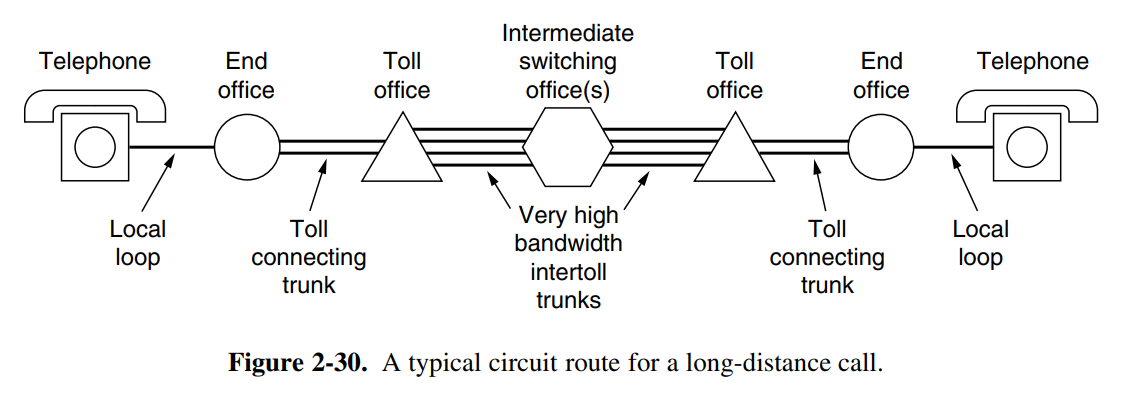 Intermediate
switching
office(s)
Telephone
End
office
Toll
office
Toll
office
End
office
Telephone
Local
loop
Toll
connecting
trunk
Very high
bandwidth
intertoll
trunks
Toll
connecting
trunk
Local
loop
Figure 2-30. A typical circuit route for a long-distance call.